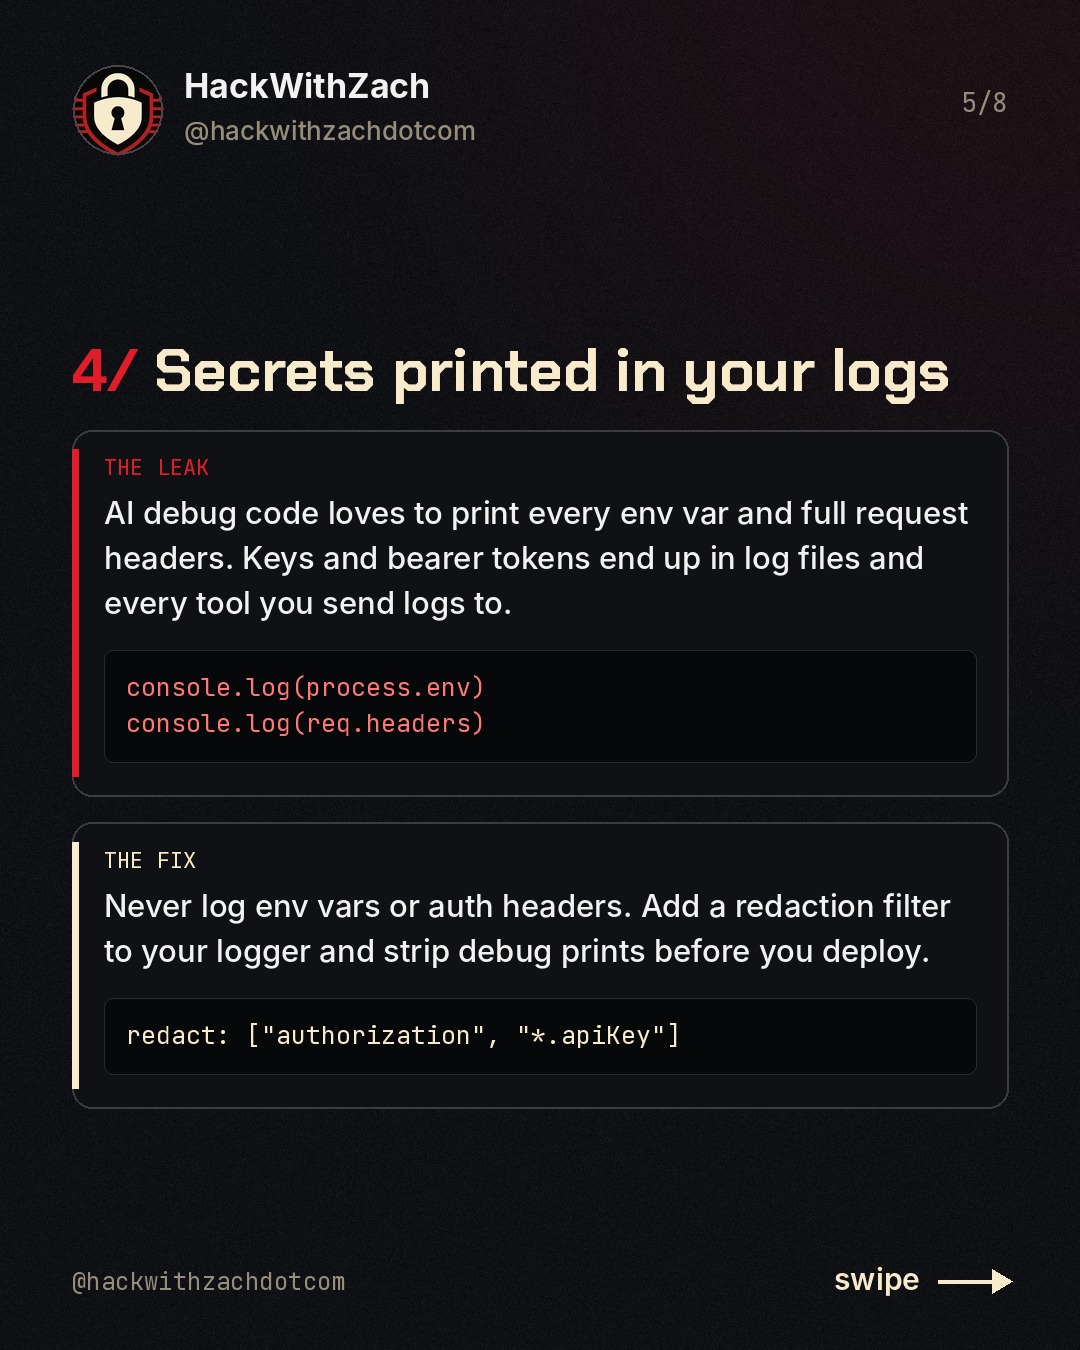 HackWithZach
@hackwithzachdotcom
5/8
4/ Secrets printed in your logs
THE LEAK
AI debug code loves to print every env var and full request
headers. Keys and bearer tokens end up in log files and
every tool you send logs to.
console.log(process.env)
console.log(req.headers)
THE FIX
Never log env vars or auth headers. Add a redaction filter
to your logger and strip debug prints before you deploy.
redact: ["authorization", "*.apiKey"]
@hackwithzachdotcom
swipe